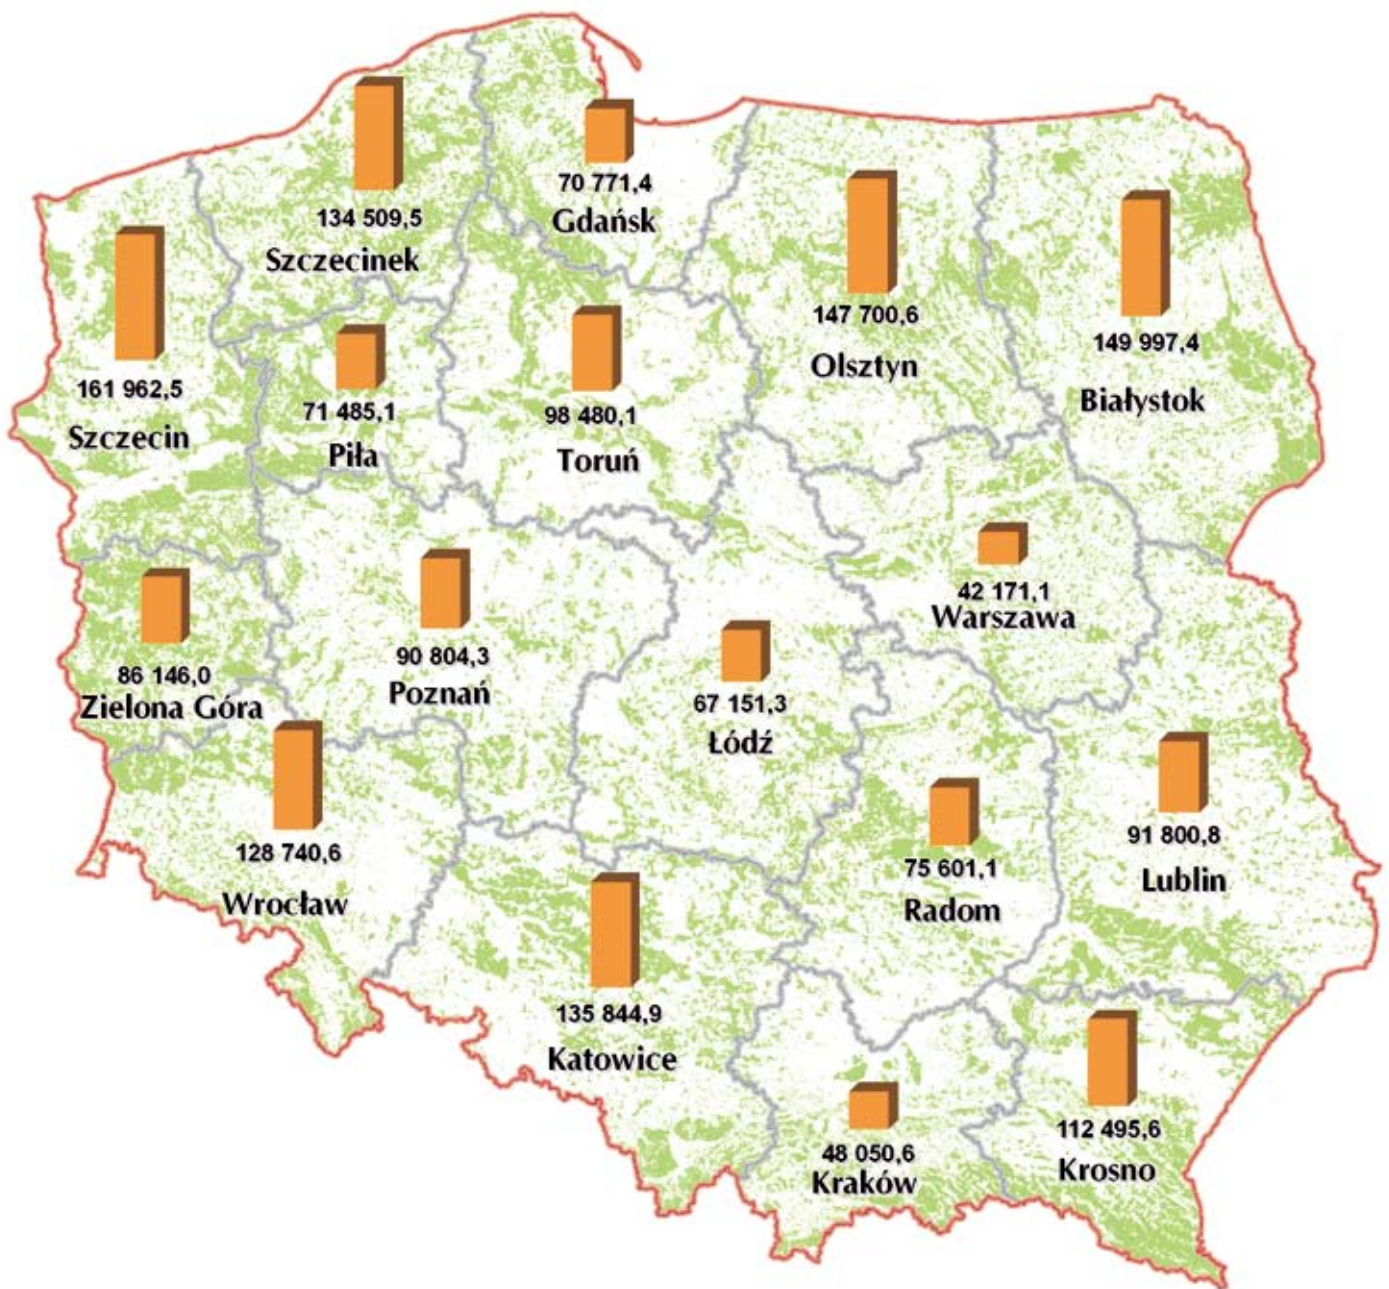 134 509,5
Szczecinek
70 771,4
Gdańsk
147 700,6
Olsztyn
149 997,4
Białystok
161 962,5
Szczecin
71 485,1
Piła
98 480,1
Toruń
42 171,1
Warszawa
86 146,0
Zielona Góra
90 804,3
Poznań
67 151,3
Łódź
128 740,6
Wrocław
75 601,1
Radom
91 800,8
Lublin
135 844,9
Katowice
48 050,6
Kraków
112 495,6
Krosno